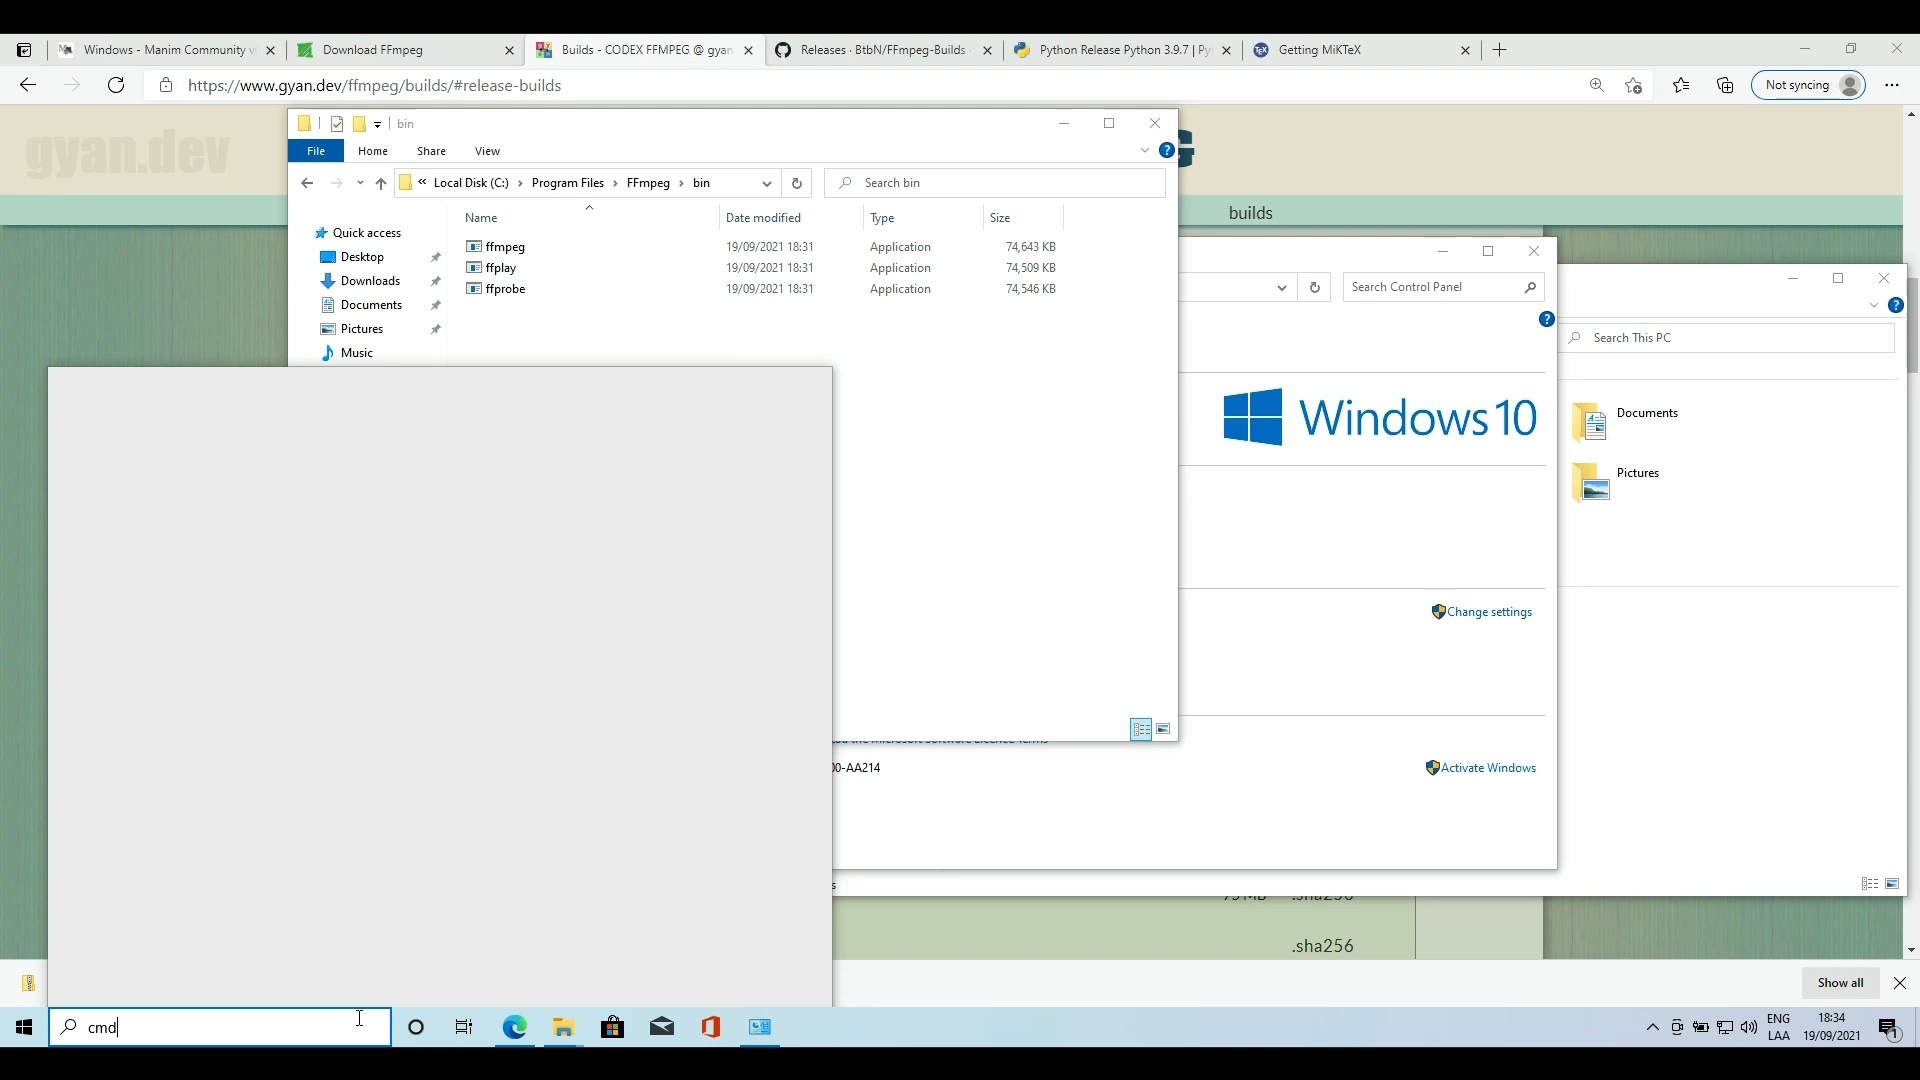 Windows - Manim Community v
Download FFmpeg
Builds - CODEX FFMPEG @ gyan.
Releases · BtbN/FFmpeg-Builds
Python Release Python 3.9.7 | Py
Getting MiKTeX
https://www.gyan.dev/ffmpeg/builds/#release-builds
Not syncing
gyan.dev
builds
bin
File Home Share View
« Local Disk (C:) › Program Files › FFmpeg › bin
Search bin
Name Date modified Type Size
ffmpeg 19/09/2021 18:31 Application 74,643 KB
ffplay 19/09/2021 18:31 Application 74,509 KB
ffprobe 19/09/2021 18:31 Application 74,546 KB
Quick access
Desktop
Downloads
Documents
Pictures
Music
Search Control Panel
Windows 10
Change settings
00-AA214
Activate Windows
Search This PC
Documents
Pictures
.sha256
Show all
cmd
ENG
LAA
18:34
19/09/2021
1